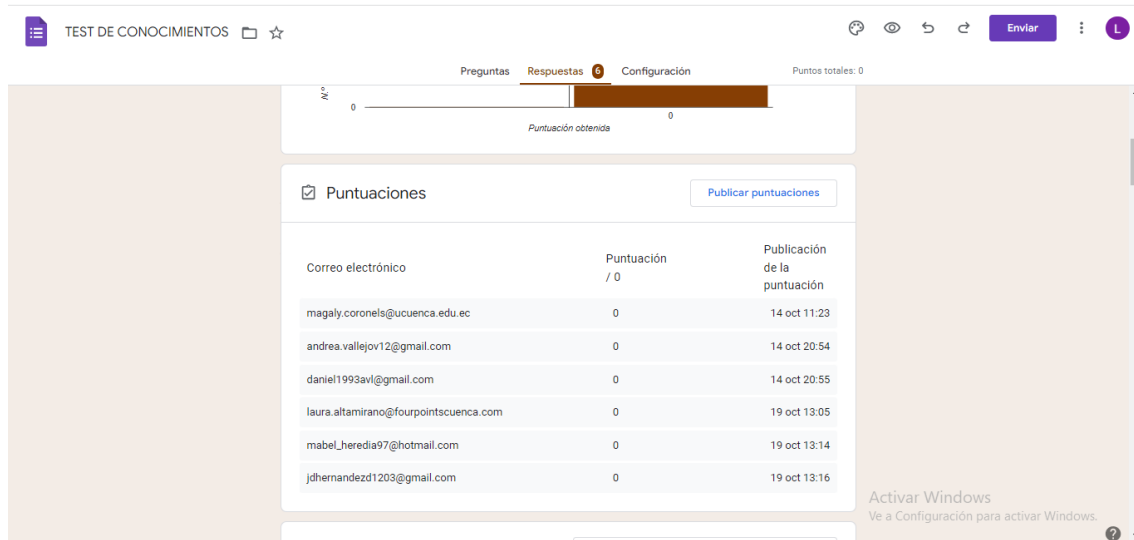 TEST DE CONOCIMIENTOS
Enviar
L
Preguntas Respuestas 6 Configuración Puntos totales: 0
N.º
0
0
Puntuación obtenida
Puntuaciones
Publicar puntuaciones
Correo electrónico
Puntuación
/ 0
Publicación
de la
puntuación
magaly.coronels@ucuenca.edu.ec 0 14 oct 11:23
andrea.vallejov12@gmail.com 0 14 oct 20:54
daniel1993avl@gmail.com 0 14 oct 20:55
laura.altamirano@fourpointscuenca.com 0 19 oct 13:05
mabel_heredia97@hotmail.com 0 19 oct 13:14
jdhernandezd1203@gmail.com 0 19 oct 13:16
Activar Windows
Ve a Configuración para activar Windows.